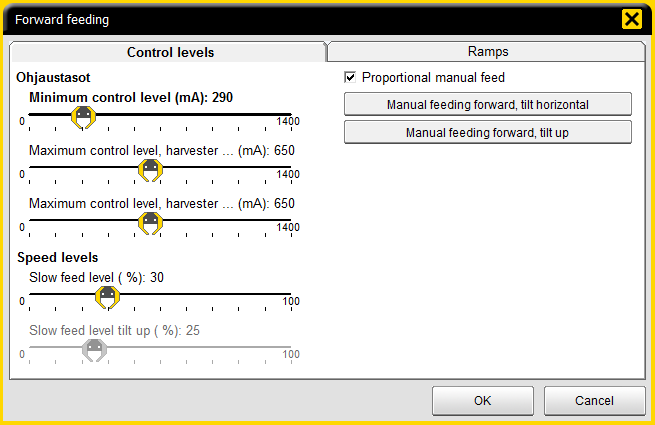 Forward feeding
Control levels
Ramps
Ohjaustasot
Minimum control level (mA): 290
0 1400
Maximum control level, harvester ... (mA): 650
0 1400
Maximum control level, harvester ... (mA): 650
0 1400
Speed levels
Slow feed level ( %): 30
0 100
Slow feed level tilt up ( %): 25
0 100
Proportional manual feed
Manual feeding forward, tilt horizontal
Manual feeding forward, tilt up
OK
Cancel